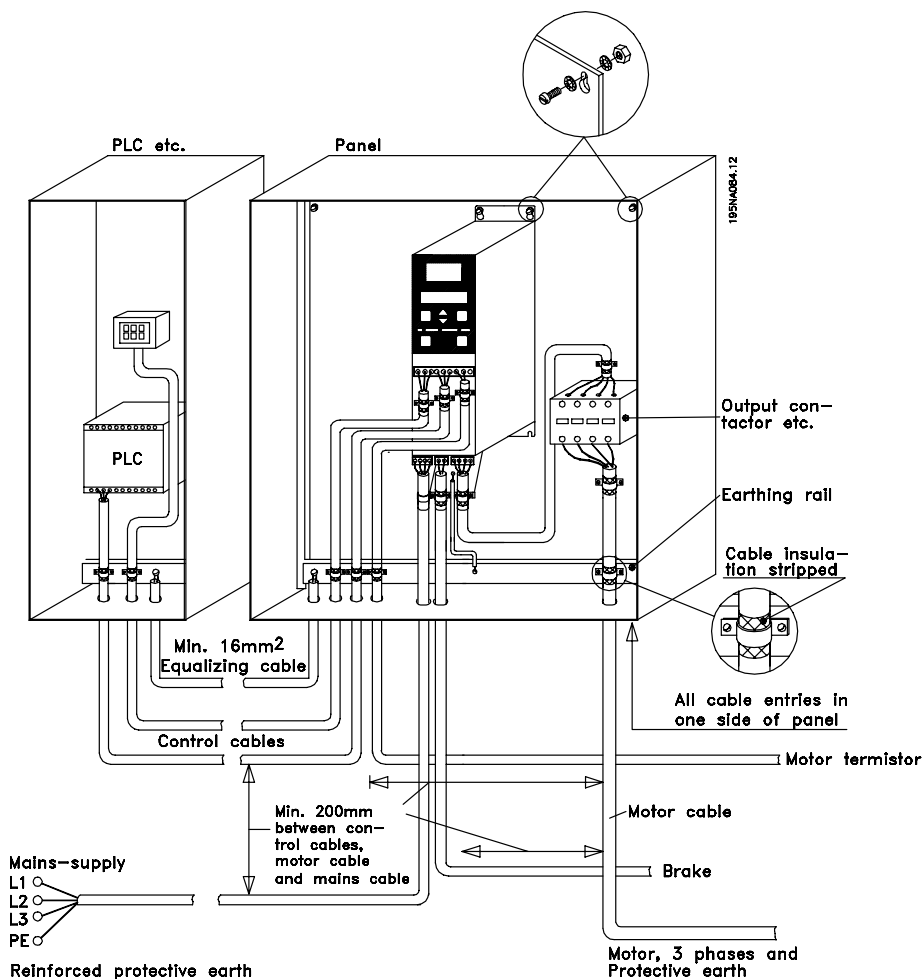 PLC etc.
Panel
195NA084.12
PLC
Output con-
tactor etc.
Earthing rail
Cable insula-
tion stripped
Min. 16mm2
Equalizing cable
All cable entries in
one side of panel
Control cables
Motor termistor
Min. 200mm
between con-
trol cables,
motor cable
and mains cable
Motor cable
Mains-supply
L1
L2
L3
PE
Brake
Reinforced protective earth
Motor, 3 phases and
Protective earth